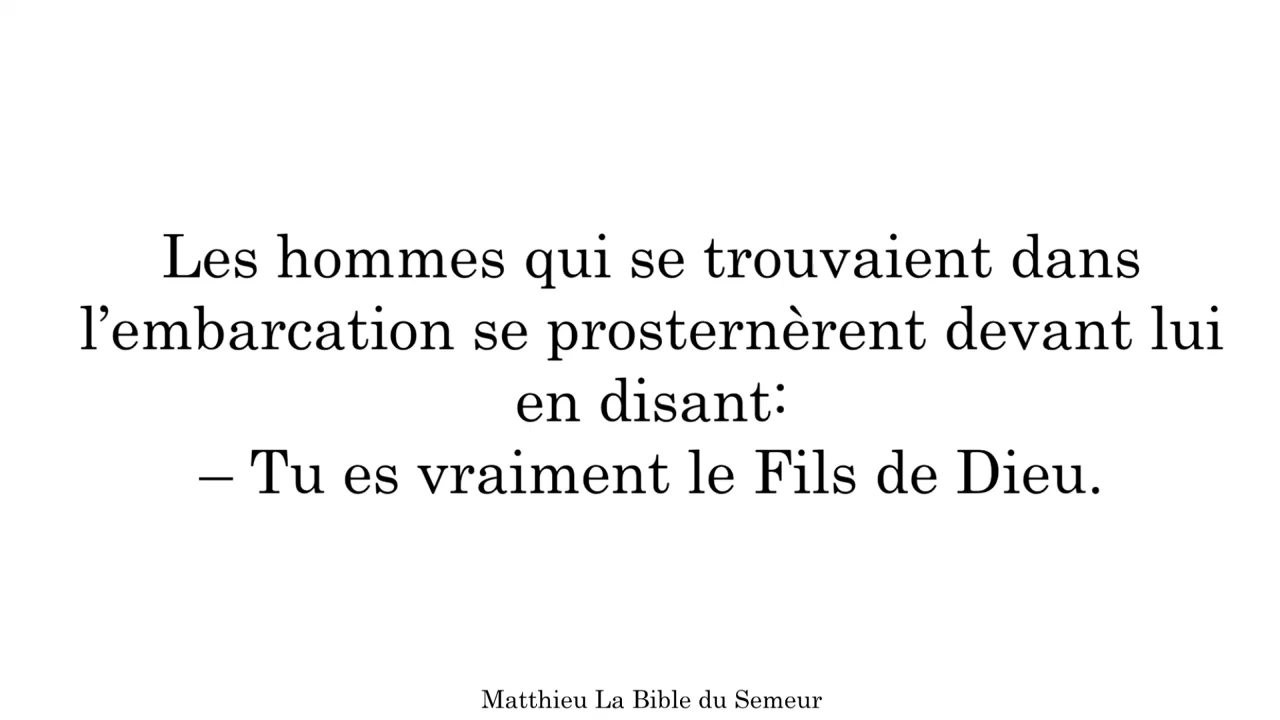 Les hommes qui se trouvaient dans
l’embarcation se prosternèrent devant lui
en disant:
– Tu es vraiment le Fils de Dieu.
Matthieu La Bible du Semeur